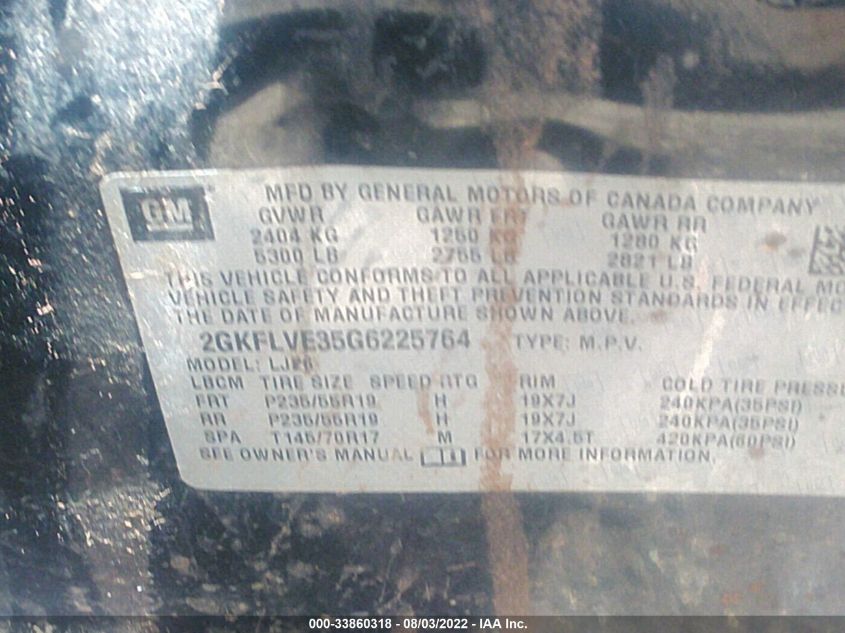 GM
MFD BY GENERAL MOTORS OF CANADA COMPANY
GVWR GAWR FRT GAWR RR
2404 KG 1250 KG 1280 KG
5300 LB 2755 LB 2821 LB
THIS VEHICLE CONFORMS TO ALL APPLICABLE U.S. FEDERAL MO
VEHICLE SAFETY AND THEFT PREVENTION STANDARDS IN EFFEC
THE DATE OF MANUFACTURE SHOWN ABOVE.
2GKFLVE35G6225764 TYPE: M.P.V.
MODEL:
LBCM TIRE SIZE SPEED RTG RIM COLD TIRE PRESSU
FRT P235/55R19 H 19X7J 240KPA(35PSI)
RR P235/55R19 H 19X7J 240KPA(35PSI)
SPA T145/70R17 M 17X4.5T 420KPA(60PSI)
SEE OWNER'S MANUAL FOR MORE INFORMATION.
000-33860318 - 08/03/2022 - IAA Inc.